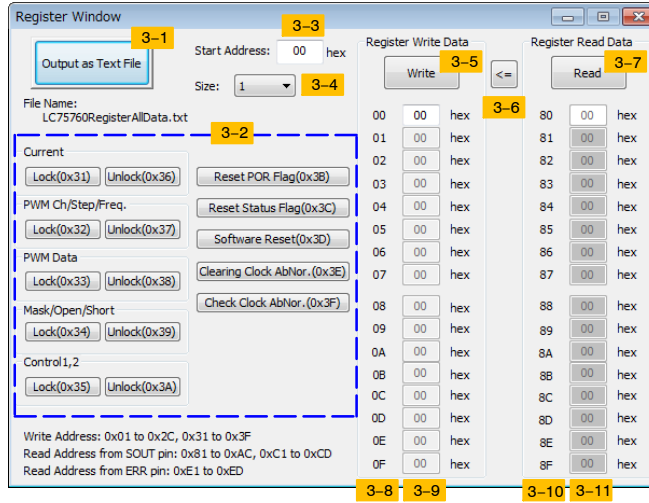 Register Window
3-1
Output as Text File
3-3
Start Address: 00 hex
Size: 1
3-4
File Name:
LC75760RegisterAllData.txt
3-2
Current
Lock(0x31) Unlock(0x36)
PWM Ch/Step/Freq.
Lock(0x32) Unlock(0x37)
PWM Data
Lock(0x33) Unlock(0x38)
Mask/Open/Short
Lock(0x34) Unlock(0x39)
Control1,2
Lock(0x35) Unlock(0x3A)
Reset POR Flag(0x3B)
Reset Status Flag(0x3C)
Software Reset(0x3D)
Clearing Clock AbNor.(0x3E)
Check Clock AbNor.(0x3F)
Write Address: 0x01 to 0x2C, 0x31 to 0x3F
Read Address from SOUT pin: 0x81 to 0xAC, 0xC1 to 0xCD
Read Address from ERR pin: 0xE1 to 0xED
Register Write Data
3-5
Write
<=
3-6
00 00 hex
01 00 hex
02 00 hex
03 00 hex
04 00 hex
05 00 hex
06 00 hex
07 00 hex
08 00 hex
09 00 hex
0A 00 hex
0B 00 hex
0C 00 hex
0D 00 hex
0E 00 hex
0F 00 hex
3-8 3-9
Register Read Data
3-7
Read
80 00 hex
81 00 hex
82 00 hex
83 00 hex
84 00 hex
85 00 hex
86 00 hex
87 00 hex
88 00 hex
89 00 hex
8A 00 hex
8B 00 hex
8C 00 hex
8D 00 hex
8E 00 hex
8F 00 hex
3-10 3-11